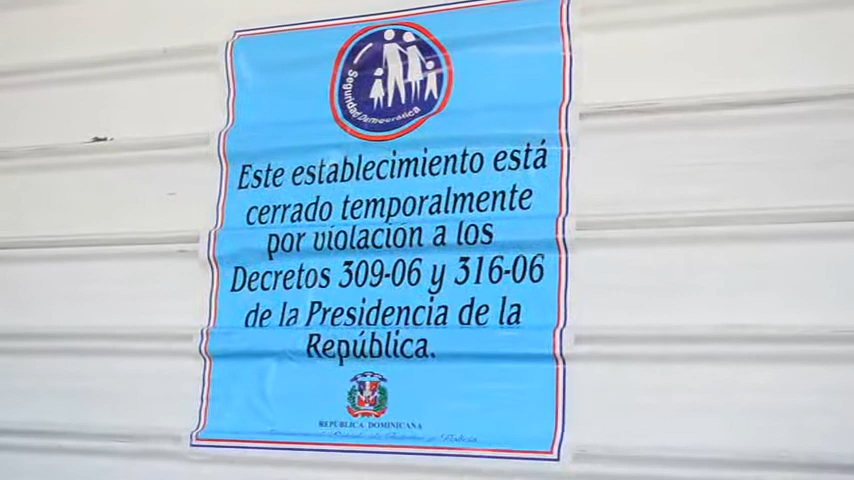 Seguridad Democratica
Este establecimiento está
cerrado temporalmente
por violación a los
Decretos 309-06 y 316-06
de la Presidencia de la
República.
REPÚBLICA DOMINICANA